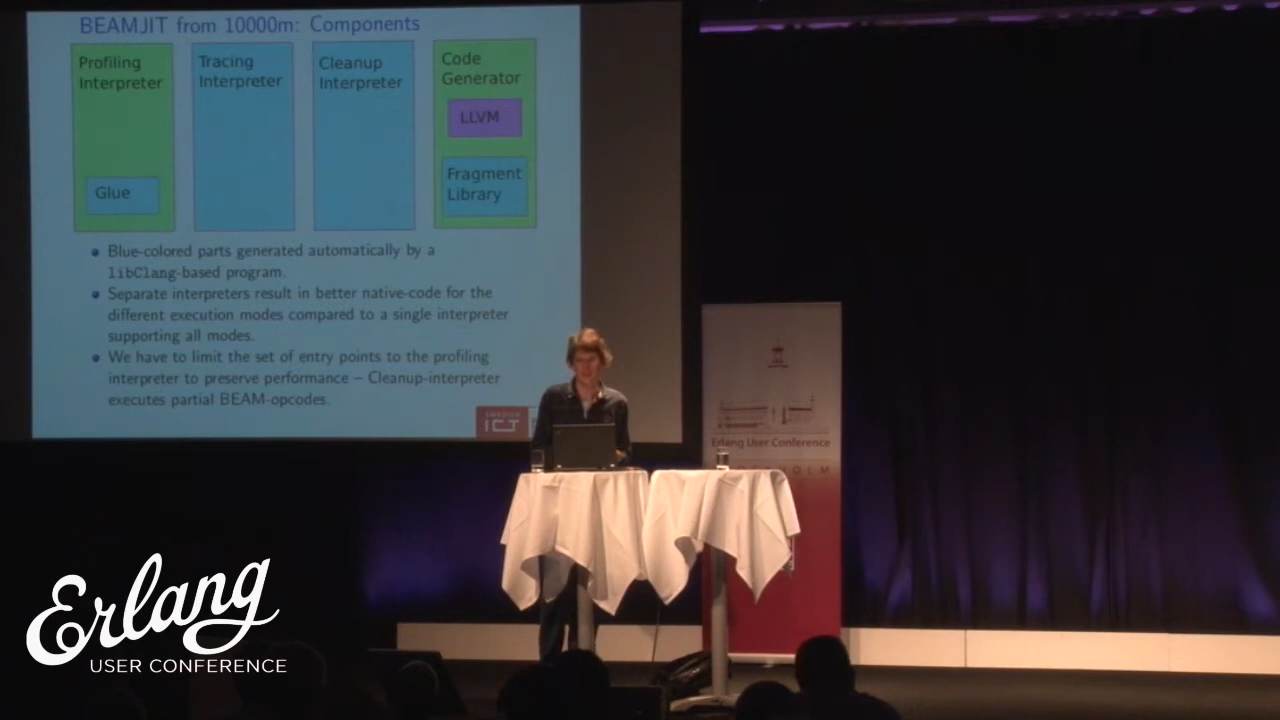 BEAMJIT from 10000m: Components
Profiling
Interpreter
Glue
Tracing
Interpreter
Cleanup
Interpreter
Code
Generator
LLVM
Fragment
Library
Blue-colored parts generated automatically by a
libClang-based program.
Separate interpreters result in better native-code for the
different execution modes compared to a single interpreter
supporting all modes.
We have to limit the set of entry points to the profiling
interpreter to preserve performance – Cleanup-interpreter
executes partial BEAM-opcodes.
ICT
Erlang User Conference
Erlang
USER CONFERENCE